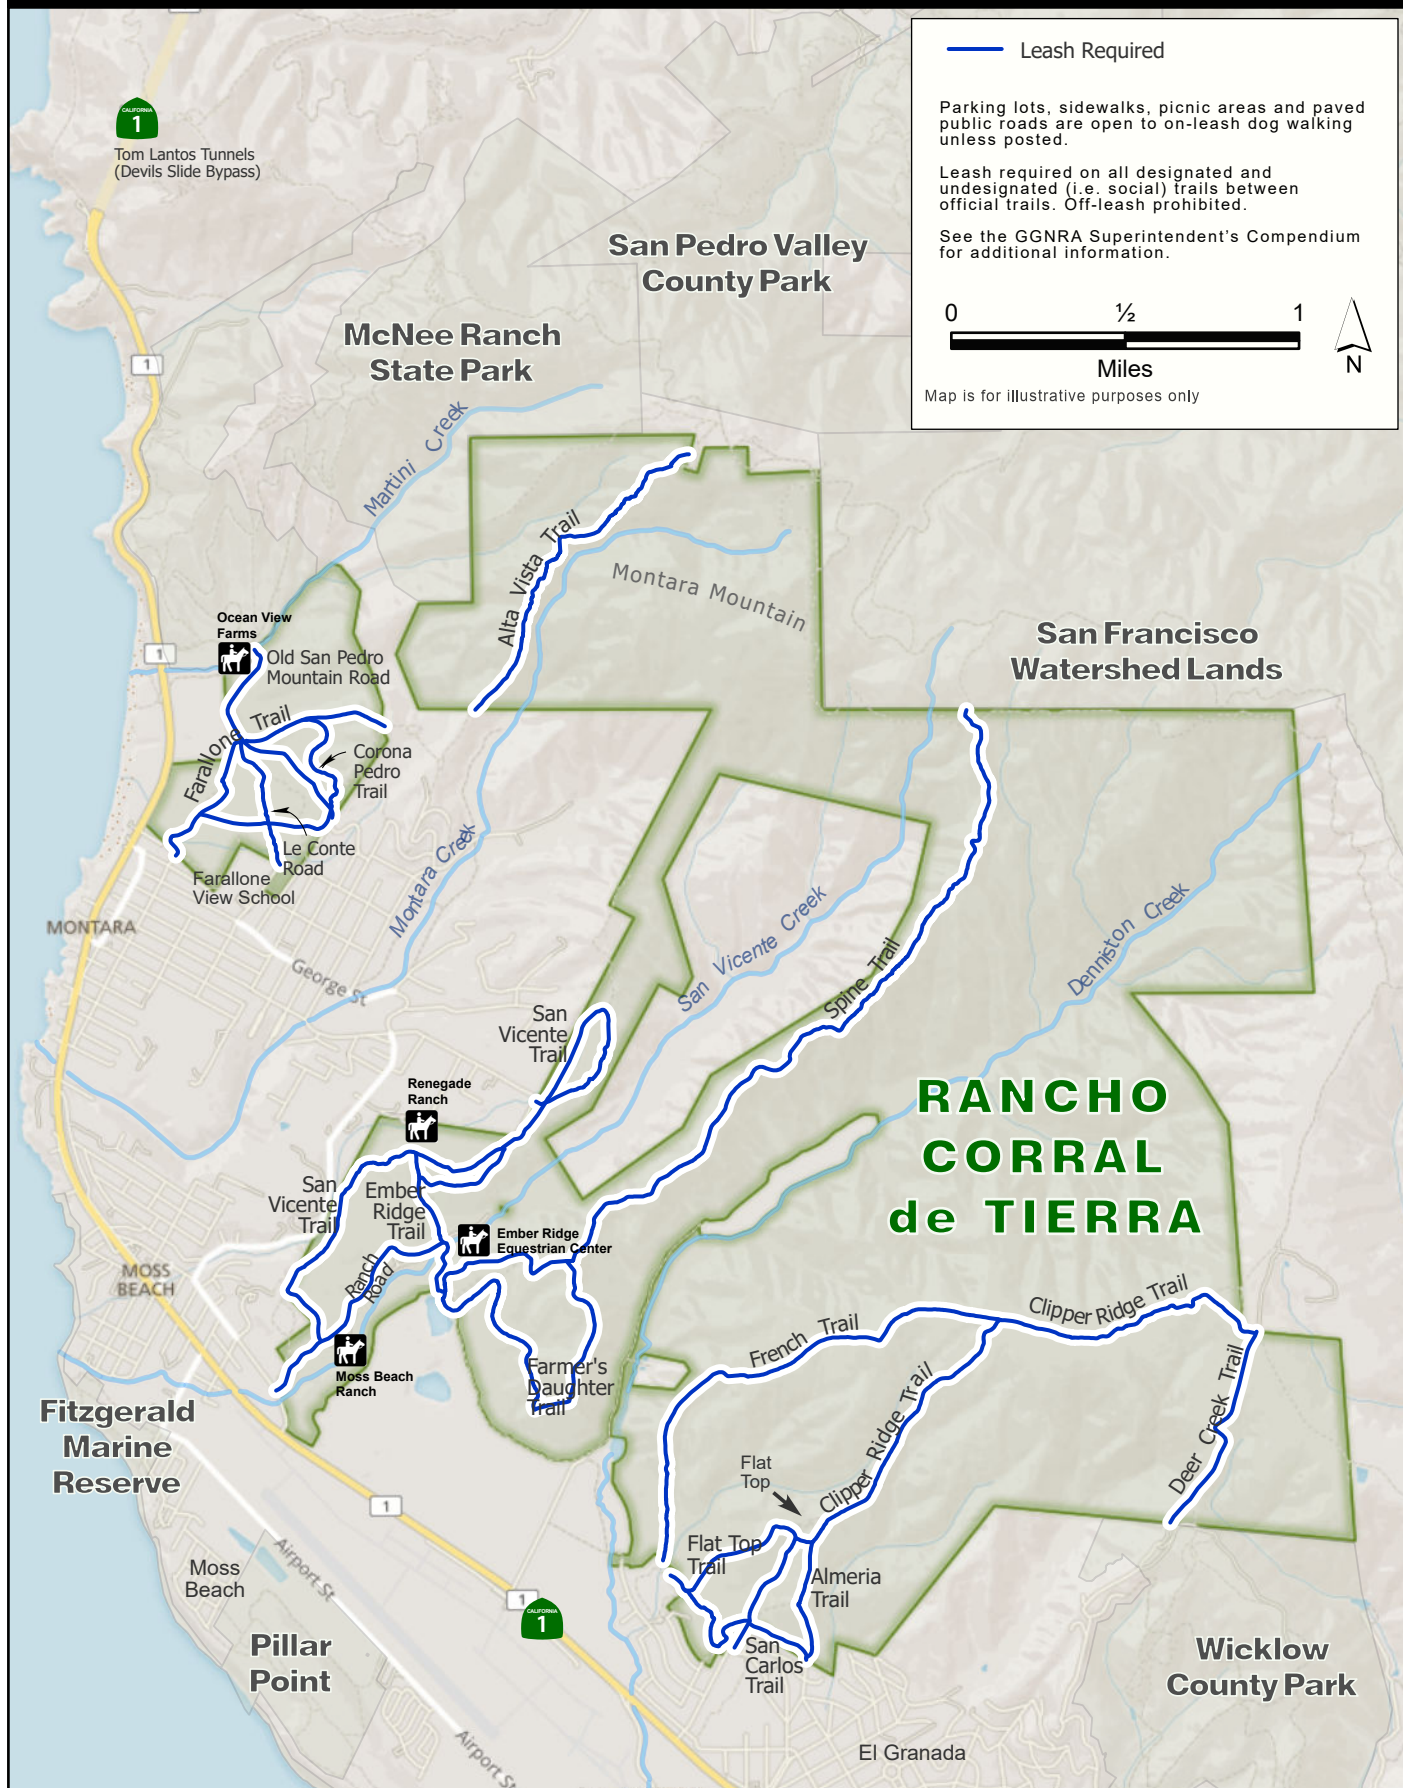 Leash Required
Parking lots, sidewalks, picnic areas and paved
public roads are open to on-leash dog walking
unless posted.
Leash required on all designated and
undesignated (i.e. social) trails between
official trails. Off-leash prohibited.
See the GGNRA Superintendent's Compendium
for additional information.
0 ½ 1
Miles
N
Map is for illustrative purposes only
CALIFORNIA
1
Tom Lantos Tunnels
(Devils Slide Bypass)
San Pedro Valley
County Park
McNee Ranch
State Park
1
Martini Creek
Alta Vista Trail
Montara Mountain
Ocean View
Farms
1
Old San Pedro
Mountain Road
San Francisco
Watershed Lands
Farallone Trail
Corona
Pedro
Trail
Le Conte
Road
Farallone
View School
Montara Creek
MONTARA
George St
San Vicente Creek
Spine Trail
Denniston Creek
San
Vicente
Trail
Renegade
Ranch
RANCHO
CORRAL
de TIERRA
San
Vicente
Trail
Ember
Ridge
Trail
Ember Ridge
Equestrian Center
Ranch
Road
MOSS
BEACH
Moss Beach
Ranch
Farmer's
Daughter
Trail
French Trail
Clipper Ridge Trail
Clipper Ridge Trail
Deer Creek Trail
Fitzgerald
Marine
Reserve
Flat
Top
1
Flat Top
Trail
Almeria
Trail
Airport St
Moss
Beach
1
CALIFORNIA
1
Pillar
Point
San
Carlos
Trail
Wicklow
County Park
Airport St
El Granada